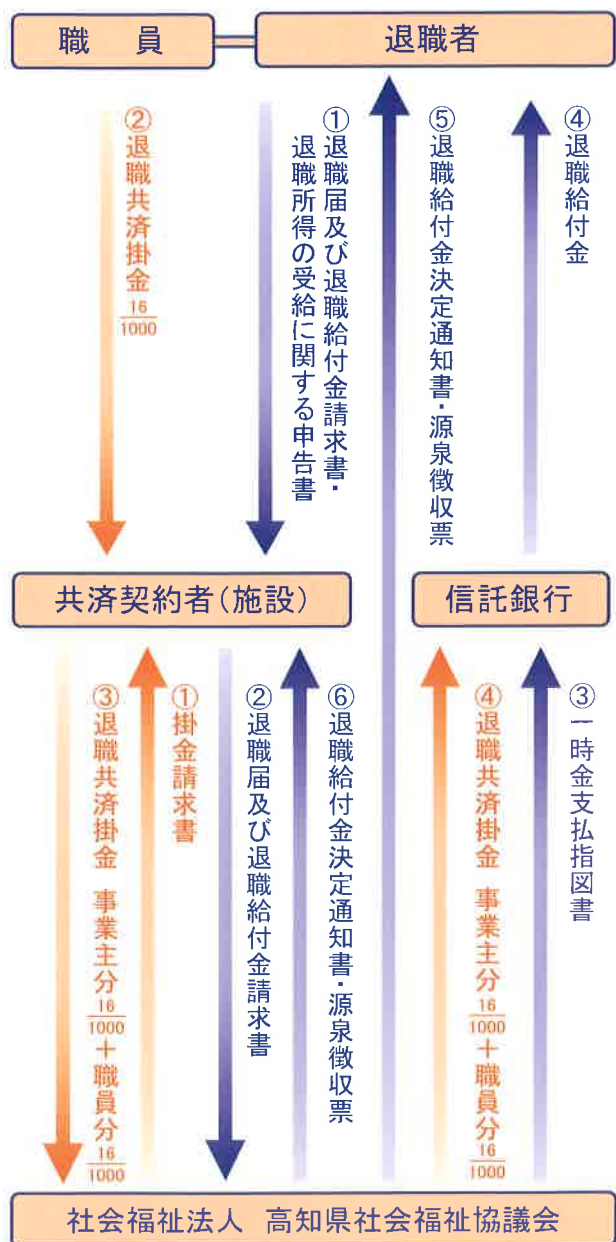 職　員
退職者
②退職共済掛金 16/1000
①退職届及び退職給付金請求書・
退職所得の受給に関する申告書
⑤退職給付金決定通知書・源泉徴収票
④退職給付金
共済契約者（施設）
信託銀行
③退職共済掛金　事業主分 16/1000 ＋職員分 16/1000
①掛金請求書
②退職届及び退職給付金請求書
⑥退職給付金決定通知書・源泉徴収票
④退職共済掛金　事業主分 16/1000 ＋職員分 16/1000
③一時金支払指図書
社会福祉法人　高知県社会福祉協議会